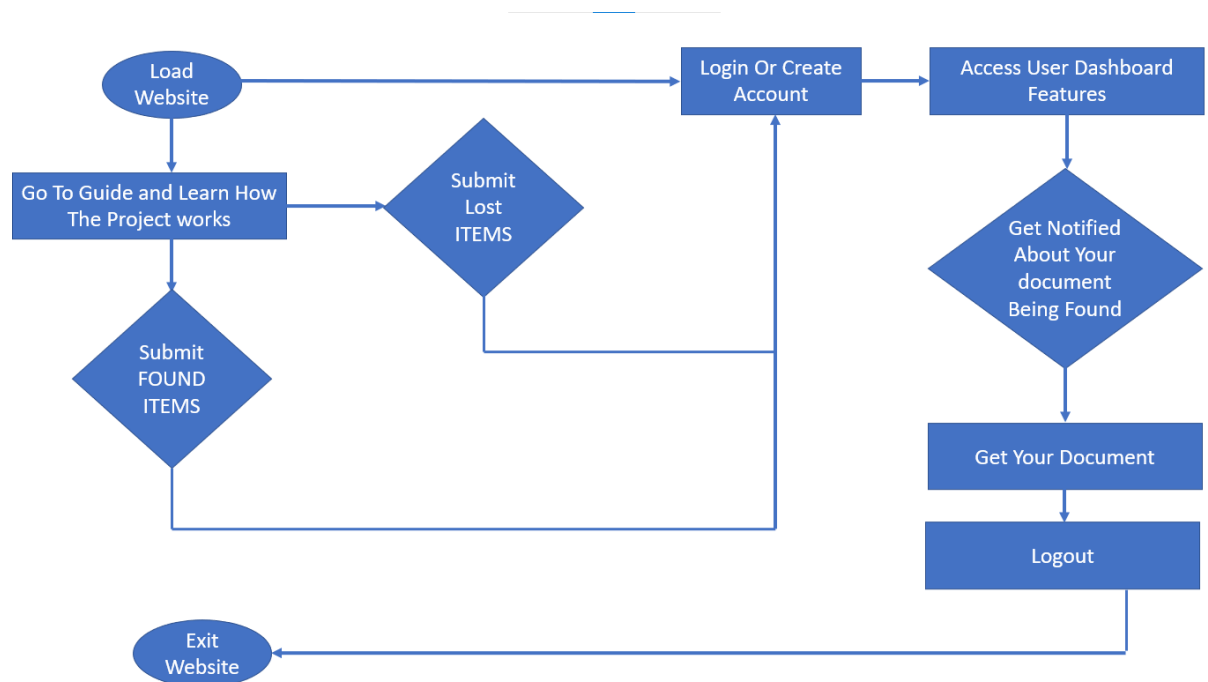 Load
Website
Login Or Create
Account
Access User Dashboard
Features
Go To Guide and Learn How
The Project works
Submit
Lost
ITEMS
Get Notified
About Your
document
Being Found
Submit
FOUND
ITEMS
Get Your Document
Logout
Exit
Website